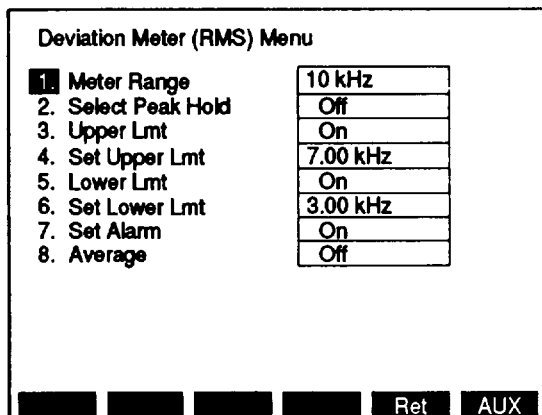 Deviation Meter (RMS) Menu
1. Meter Range 10 kHz
2. Select Peak Hold Off
3. Upper Lmt On
4. Set Upper Lmt 7.00 kHz
5. Lower Lmt On
6. Set Lower Lmt 3.00 kHz
7. Set Alarm On
8. Average Off
Ret AUX